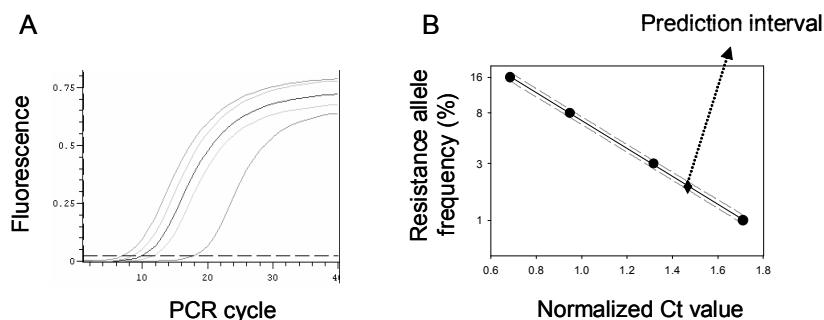 A
Fluorescence
0.75
0.5
0.25
0
10
20
30
PCR cycle
B
Prediction interval
Resistance allele
frequency (%)
16
8
3
1
0.6
0.8
1.0
1.2
1.4
1.6
1.8
Normalized Ct value